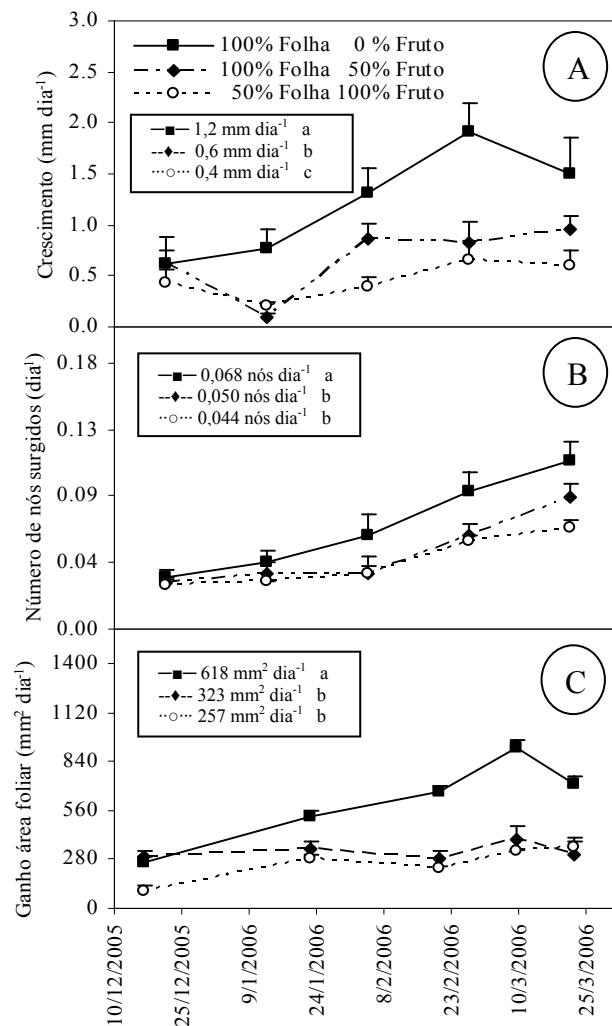 3.0
2.5
2.0
1.5
1.0
0.5
0.0
Crescimento (mm dia-1)
100% Folha 0 % Fruto
100% Folha 50% Fruto
50% Folha 100% Fruto
1,2 mm dia-1 a
0,6 mm dia-1 b
0,4 mm dia-1 c
A
0.18
0.13
0.09
0.04
0.00
Número de nós surgidos (dia1)
0,068 nós dia-1 a
0,050 nós dia-1 b
0,044 nós dia-1 b
B
1400
1120
840
560
280
0
Ganho área foliar (mm2 dia-1)
618 mm2 dia-1 a
323 mm2 dia-1 b
257 mm2 dia-1 b
C
10/12/2005
25/12/2005
9/1/2006
24/1/2006
8/2/2006
23/2/2006
10/3/2006
25/3/2006